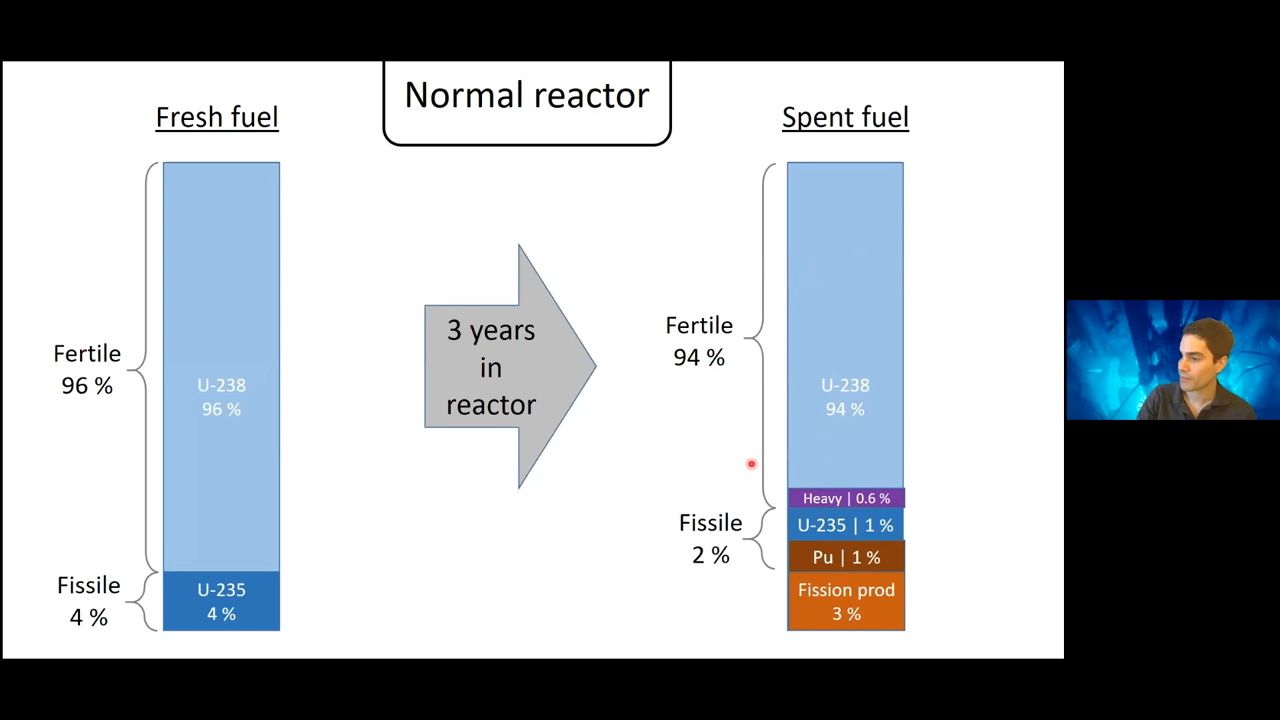 Normal reactor
Fresh fuel
Spent fuel
Fertile
96 %
U-238
96 %
Fissile
4 %
U-235
4 %
3 years
in
reactor
Fertile
94 %
U-238
94 %
Heavy | 0.6 %
Fissile
2 %
U-235 | 1 %
Pu | 1 %
Fission prod
3 %